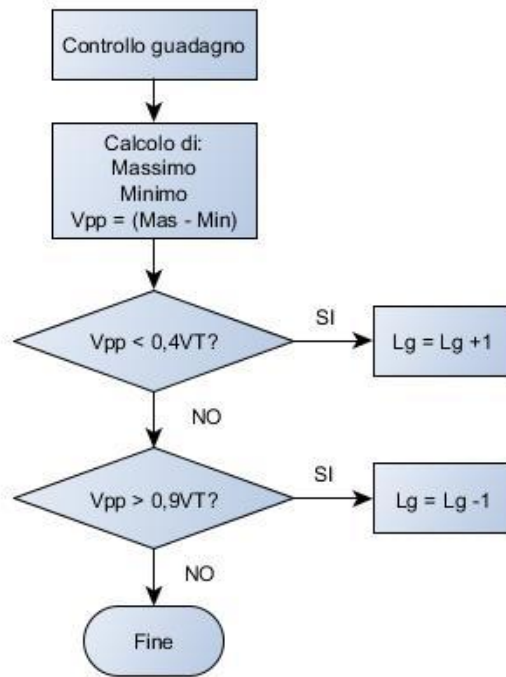 Controllo guadagno
Calcolo di:
Massimo
Minimo
Vpp = (Mas - Min)
Vpp < 0,4VT?
SI
Lg = Lg +1
NO
Vpp > 0,9VT?
SI
Lg = Lg -1
NO
Fine